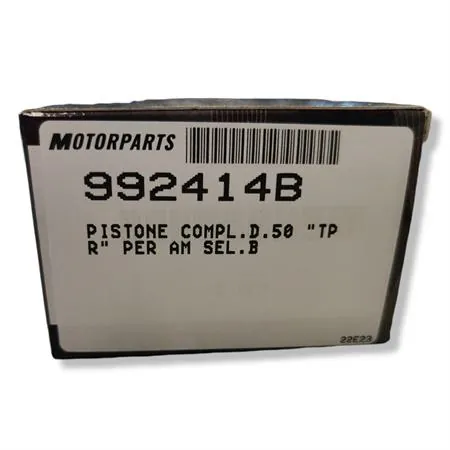 MOTORPARTS
992414B
PISTONE COMPL.D.50 "TP
R" PER AM SEL.B
22E23